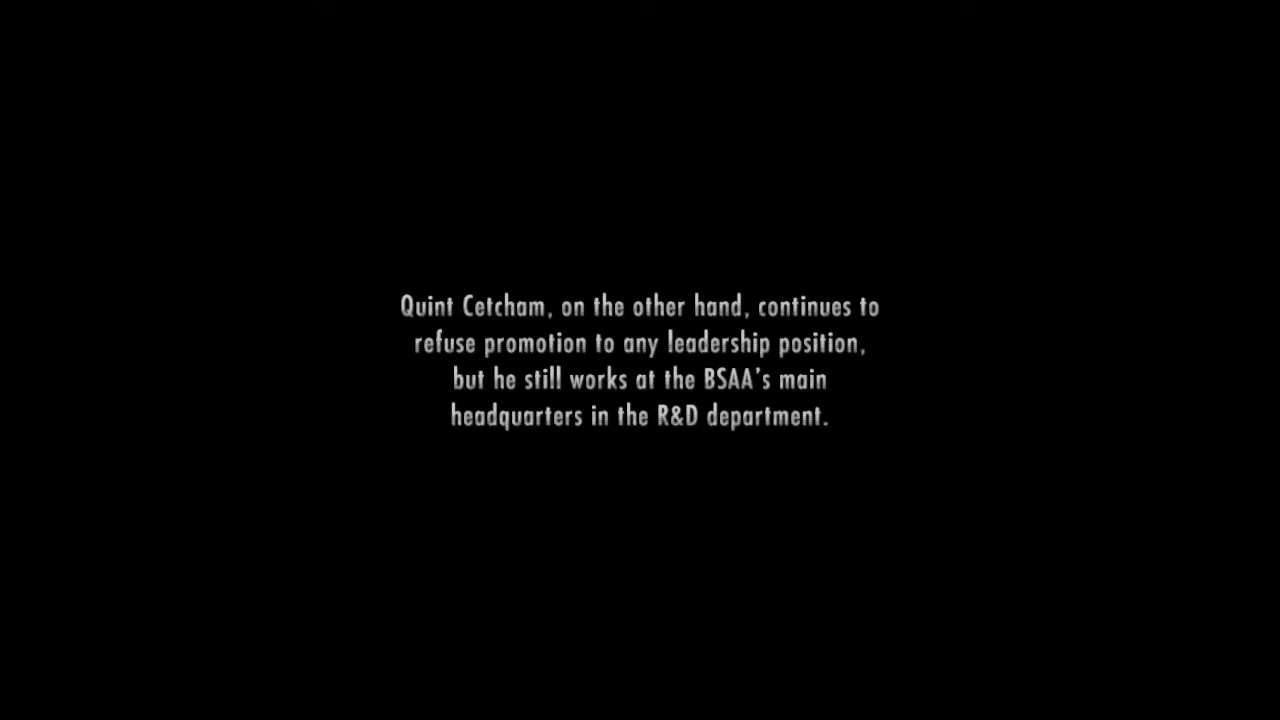 Quint Cetcham, on the other hand, continues to
refuse promotion to any leadership position,
but he still works at the BSAA's main
headquarters in the R&D department.